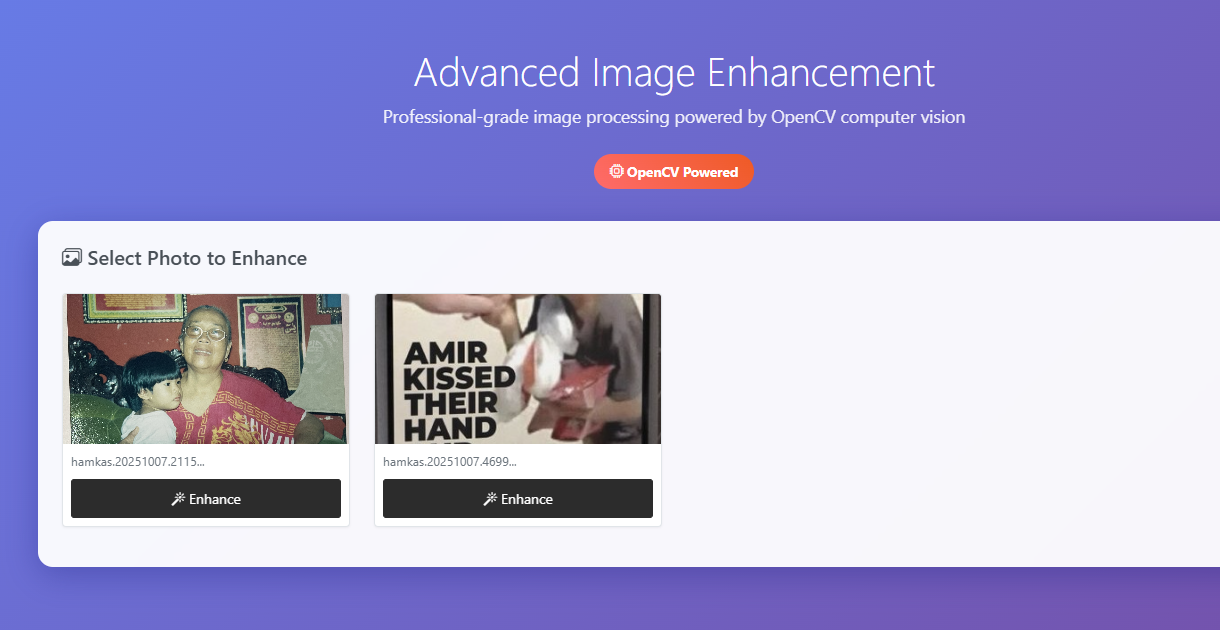 Advanced Image Enhancement
Professional-grade image processing powered by OpenCV computer vision
OpenCV Powered
Select Photo to Enhance
AMIR
KISSED
THEIR
HAND
hamkas.20251007.2115...
hamkas.20251007.4699...
Enhance
Enhance